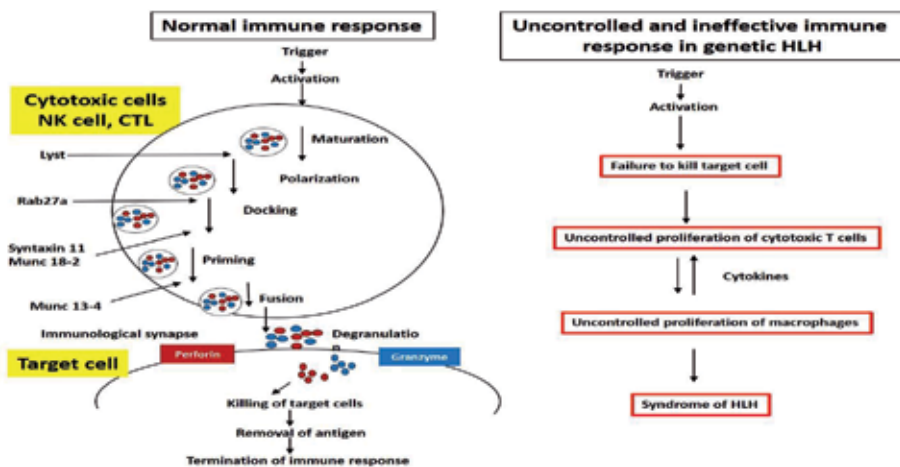 Normal immune response
Trigger
Activation
Cytotoxic cells
NK cell, CTL
Maturation
Lyst
Polarization
Rab27a
Docking
Syntaxin 11
Munc 18-2
Priming
Munc 13-4
Fusion
Immunological synapse
Degranulatio
Perforin
Granzyme
Target cell
Killing of target cells
Removal of antigen
Termination of immune response
Uncontrolled and ineffective immune
response in genetic HLH
Trigger
Activation
Failure to kill target cell
Uncontrolled proliferation of cytotoxic T cells
Cytokines
Uncontrolled proliferation of macrophages
Syndrome of HLH